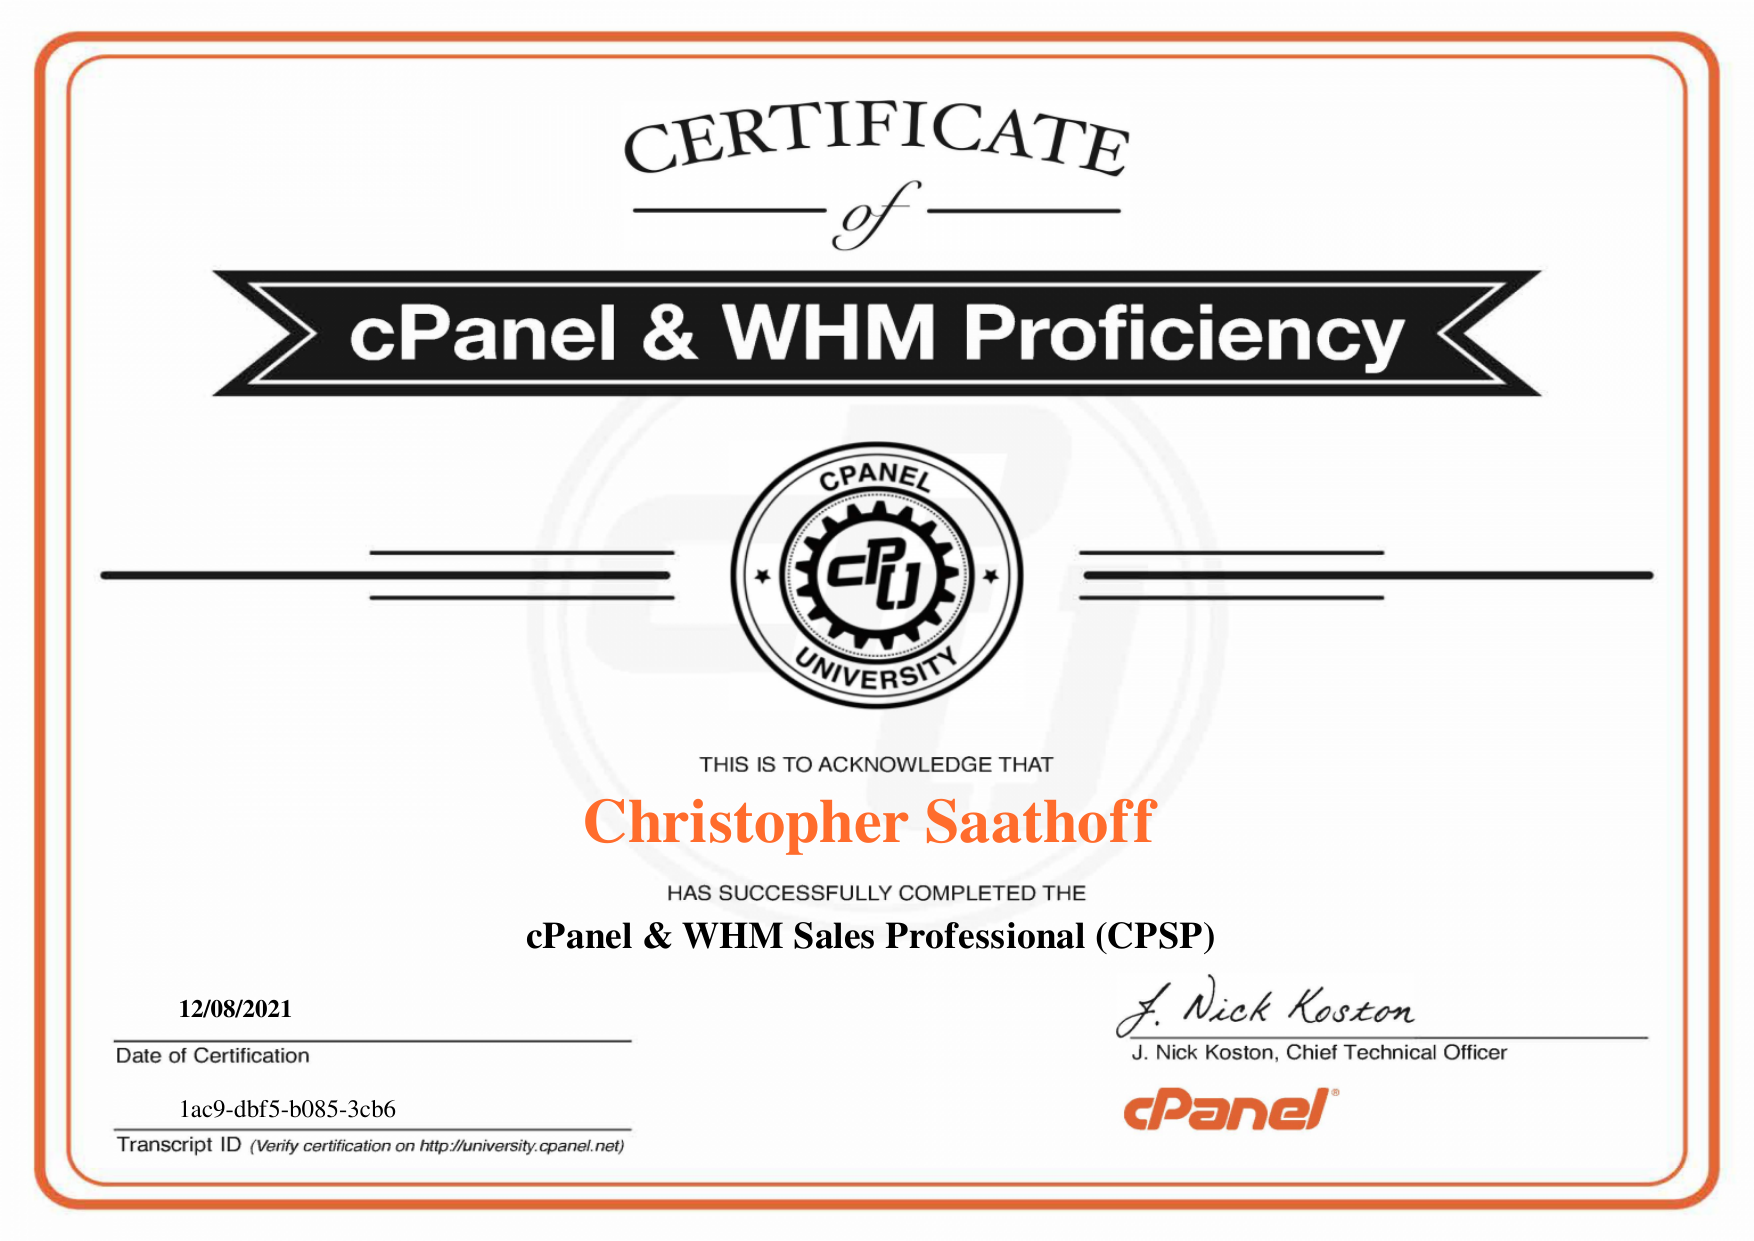 CERTIFICATE
of
cPanel & WHM Proficiency
CPANEL
cPU
UNIVERSITY
THIS IS TO ACKNOWLEDGE THAT
Christopher Saathoff
HAS SUCCESSFULLY COMPLETED THE
cPanel & WHM Sales Professional (CPSP)
12/08/2021
Date of Certification
1ac9-dbf5-b085-3cb6
Transcript ID (Verify certification on http://university.cpanel.net)
J. Nick Koston
J. Nick Koston, Chief Technical Officer
cPanel®